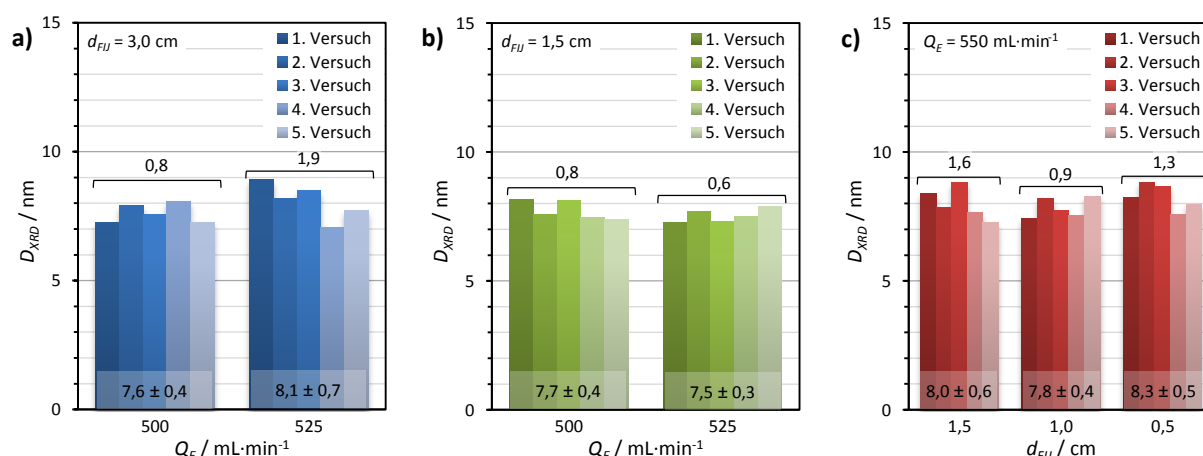 a)
d_FIJ = 3,0 cm
1. Versuch
2. Versuch
3. Versuch
4. Versuch
5. Versuch
15
10
5
0
D_XRD / nm
0,8
1,9
7,6 ± 0,4
8,1 ± 0,7
500
525
Q_E / mL·min⁻¹
b)
d_FIJ = 1,5 cm
1. Versuch
2. Versuch
3. Versuch
4. Versuch
5. Versuch
15
10
5
0
D_XRD / nm
0,8
0,6
7,7 ± 0,4
7,5 ± 0,3
500
525
Q_E / mL·min⁻¹
c)
Q_E = 550 mL·min⁻¹
1. Versuch
2. Versuch
3. Versuch
4. Versuch
5. Versuch
15
10
5
0
D_XRD / nm
1,6
0,9
1,3
8,0 ± 0,6
7,8 ± 0,4
8,3 ± 0,5
1,5
1,0
0,5
d_FIJ / cm